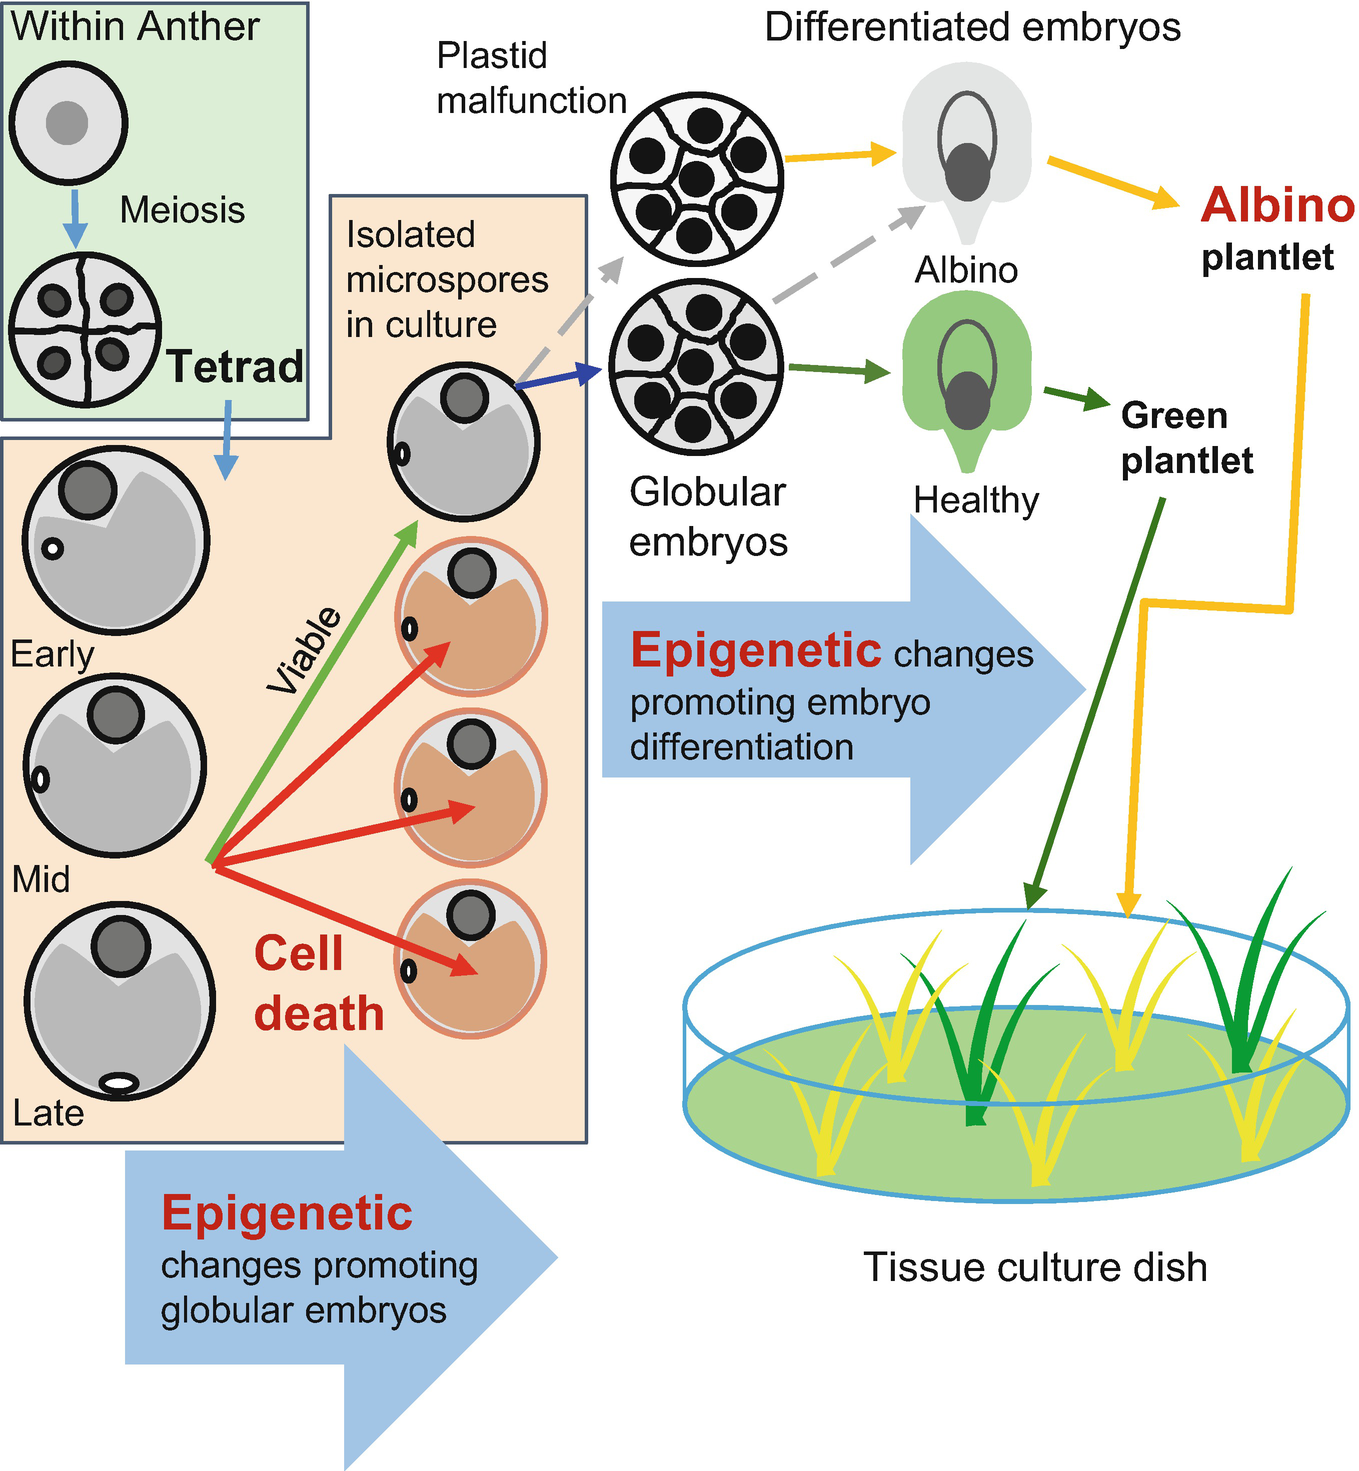 Within Anther
Meiosis
Tetrad
Isolated
microspores
in culture
Early
Mid
Late
Viable
Cell
death
Epigenetic
changes promoting
globular embryos
Plastid
malfunction
Globular
embryos
Differentiated embryos
Albino
Healthy
Albino
plantlet
Green
plantlet
Epigenetic changes
promoting embryo
differentiation
Tissue culture dish